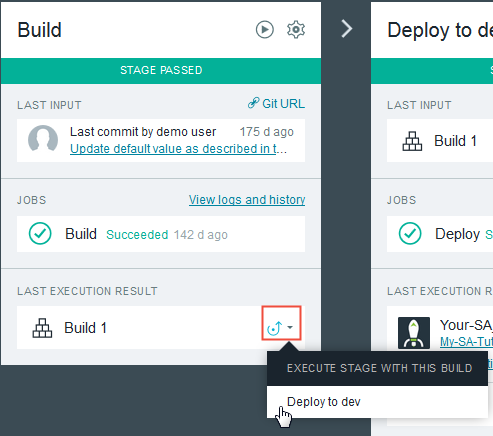 Build
STAGE PASSED
LAST INPUT
Git URL
Last commit by demo user 175 d ago
Update default value as described in t...
JOBS
View logs and history
Build Succeeded 142 d ago
LAST EXECUTION RESULT
Build 1
EXECUTE STAGE WITH THIS BUILD
Deploy to dev
Deploy to de
S
LAST INPUT
Build 1
JOBS
Deploy S
LAST EXECUTION R
Your-SA
My-SA-Tut